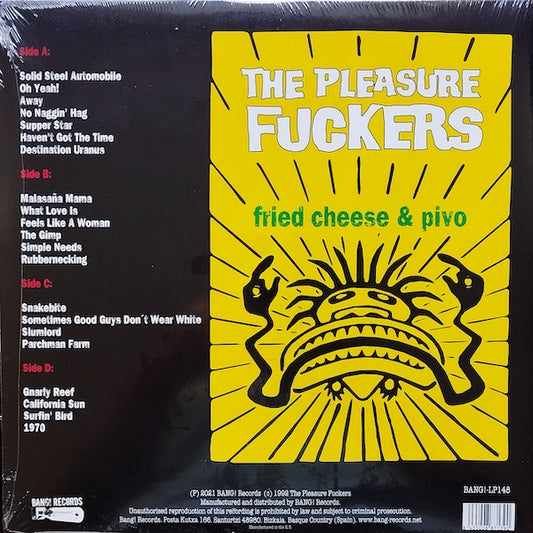 Side A:
Solid Steel Automobile
Oh Yeah!
Away
No Naggin' Hag
Supper Star
Haven't Got The Time
Destination Uranus
Side B:
Malasaña Mama
What Love Is
Feels Like A Woman
The Gimp
Simple Needs
Rubbernecking
Side C:
Snakebite
Sometimes Good Guys Don´t Wear White
Slumlord
Parchman Farm
Side D:
Gnarly Reef
California Sun
Surfin' Bird
1970
THE PLEASURE
FUCKERS
fried cheese & pivo
BANG! RECORDS
(P) 2021 BANG! Records (c) 1992 The Pleasure Fuckers
Manufactured and distributed by BANG! Records.
Unauthorised reproduction of this recording is prohibited by law and subject to criminal prosecution.
Bang! Records. Posta Kutxa 166. Santurtzi 48980. Bizkaia, Basque Country (Spain). www.bang-records.net
Manufactured in the E.U.
BANG!-LP148